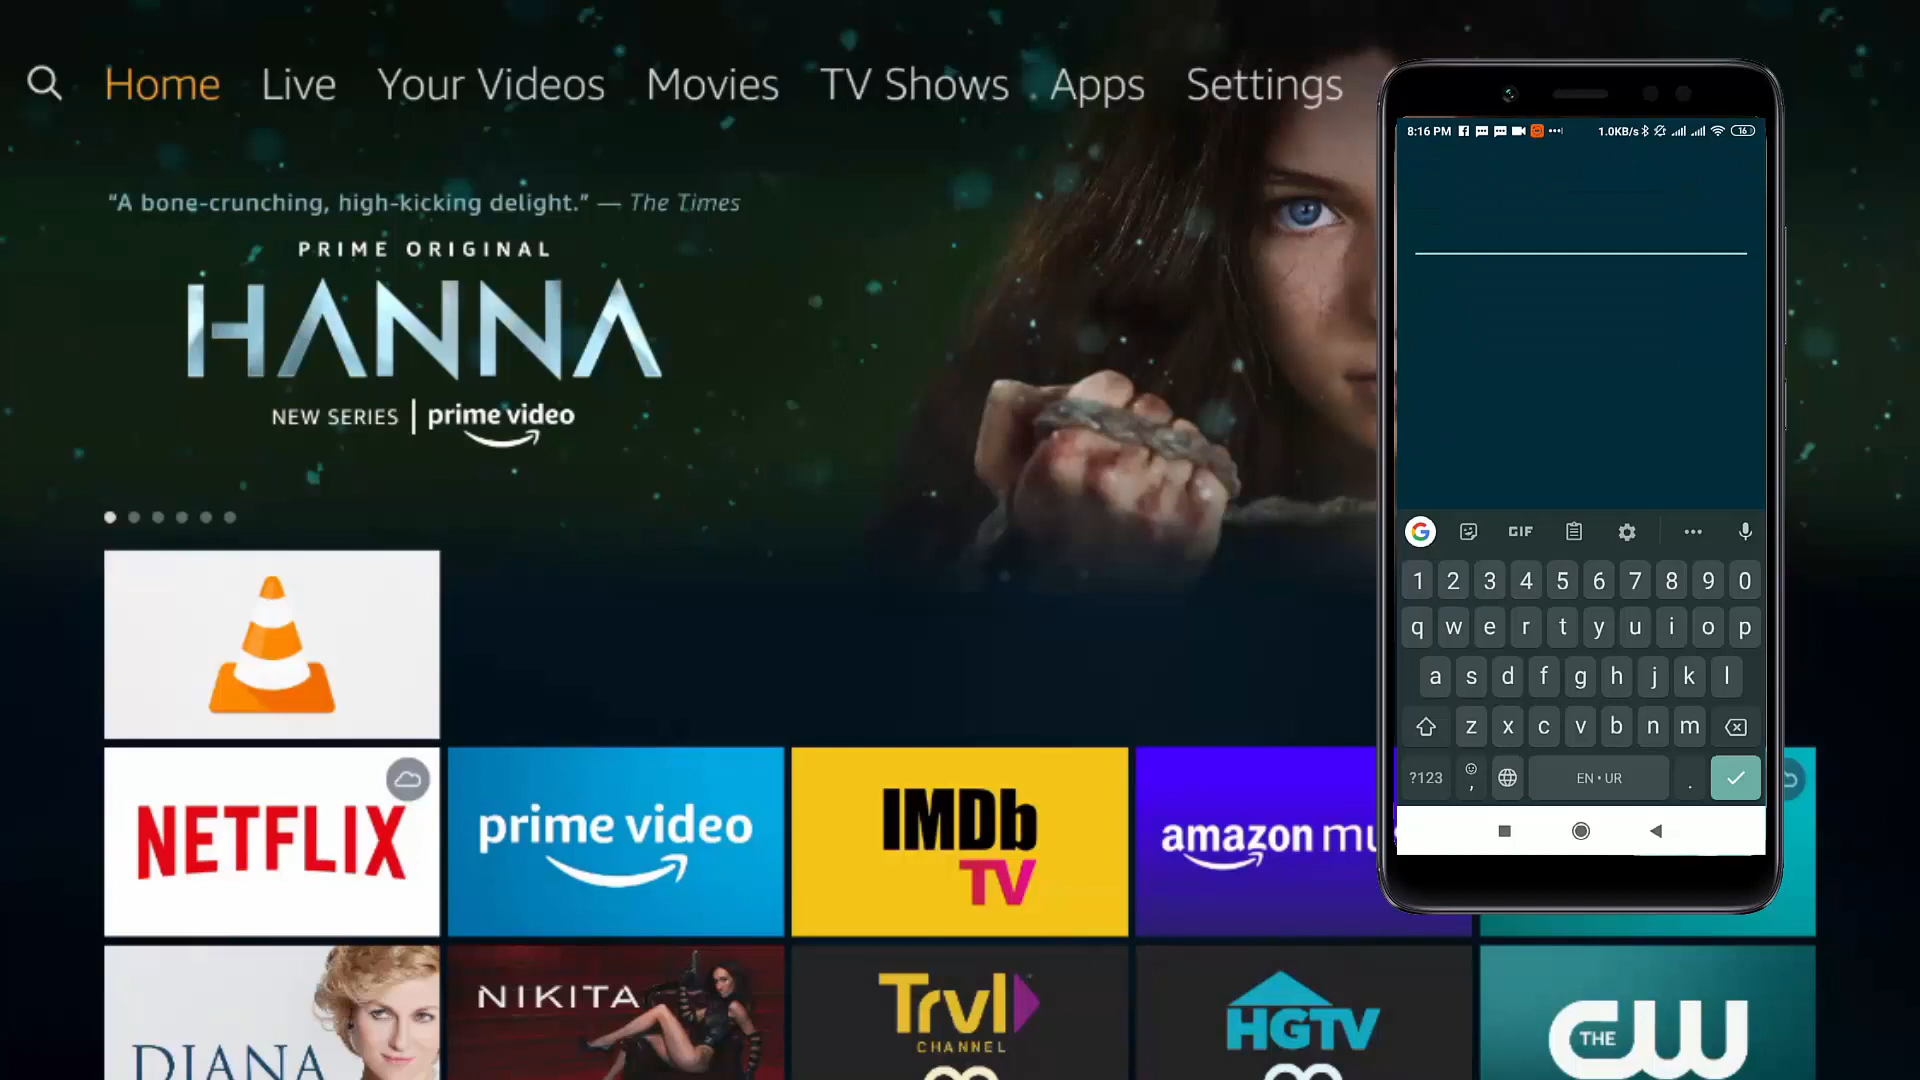 Home Live Your Videos Movies TV Shows Apps Settings
"A bone-crunching, high-kicking delight." — The Times
PRIME ORIGINAL
HANNA
NEW SERIES | prime video
NETFLIX
prime video
IMDb
TV
amazon mu
DIANA
NIKITA
Trvl
CHANNEL
HGTV
THE CW
8:16 PM
1.0KB/s
16
G GIF
1 2 3 4 5 6 7 8 9 0
q w e r t y u i o p
a s d f g h j k l
z x c v b n m
?123 , EN • UR .